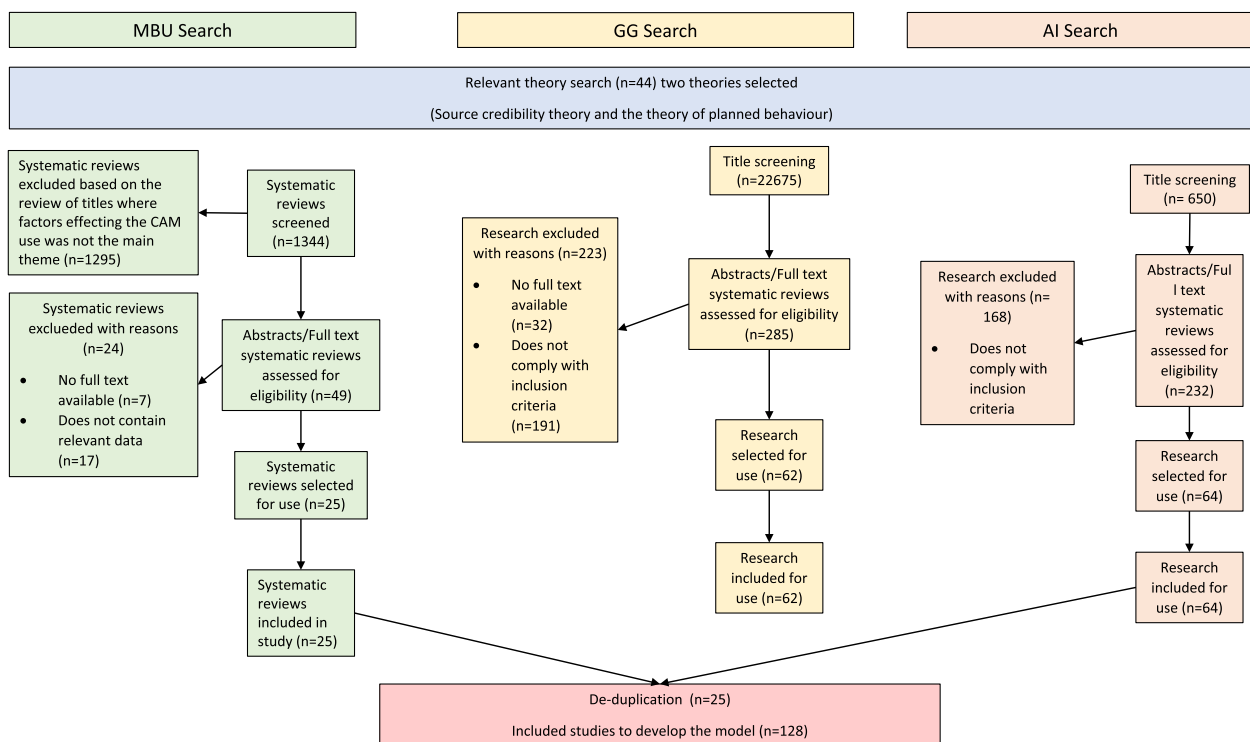 MBU Search
GG Search
AI Search
Relevant theory search (n=44) two theories selected
(Source credibility theory and the theory of planned behaviour)
Systematic reviews
excluded based on the
review of titles where
factors effecting the CAM
use was not the main
theme (n=1295)
Systematic
reviews
screened
(n=1344)
Systematic reviews
exclueded with reasons
(n=24)
• No full text
available (n=7)
• Does not contain
relevant data
(n=17)
Abstracts/Full text
systematic reviews
assessed for
eligibility (n=49)
Systematic
reviews selected
for use (n=25)
Systematic
reviews
included in
study (n=25)
Title screening
(n=22675)
Research excluded
with reasons (n=223)
• No full text
available
(n=32)
• Does not
comply with
inclusion
criteria
(n=191)
Abstracts/Full text
systematic reviews
assessed for eligibility
(n=285)
Research
selected for
use (n=62)
Research
included for
use (n=62)
Title screening
(n= 650)
Research excluded
with reasons (n=
168)
• Does not
comply with
inclusion
criteria
Abstracts/Ful
l text
systematic
reviews
assessed for
eligibility
(n=232)
Research
selected for
use (n=64)
Research
included for
use (n=64)
De-duplication (n=25)
Included studies to develop the model (n=128)